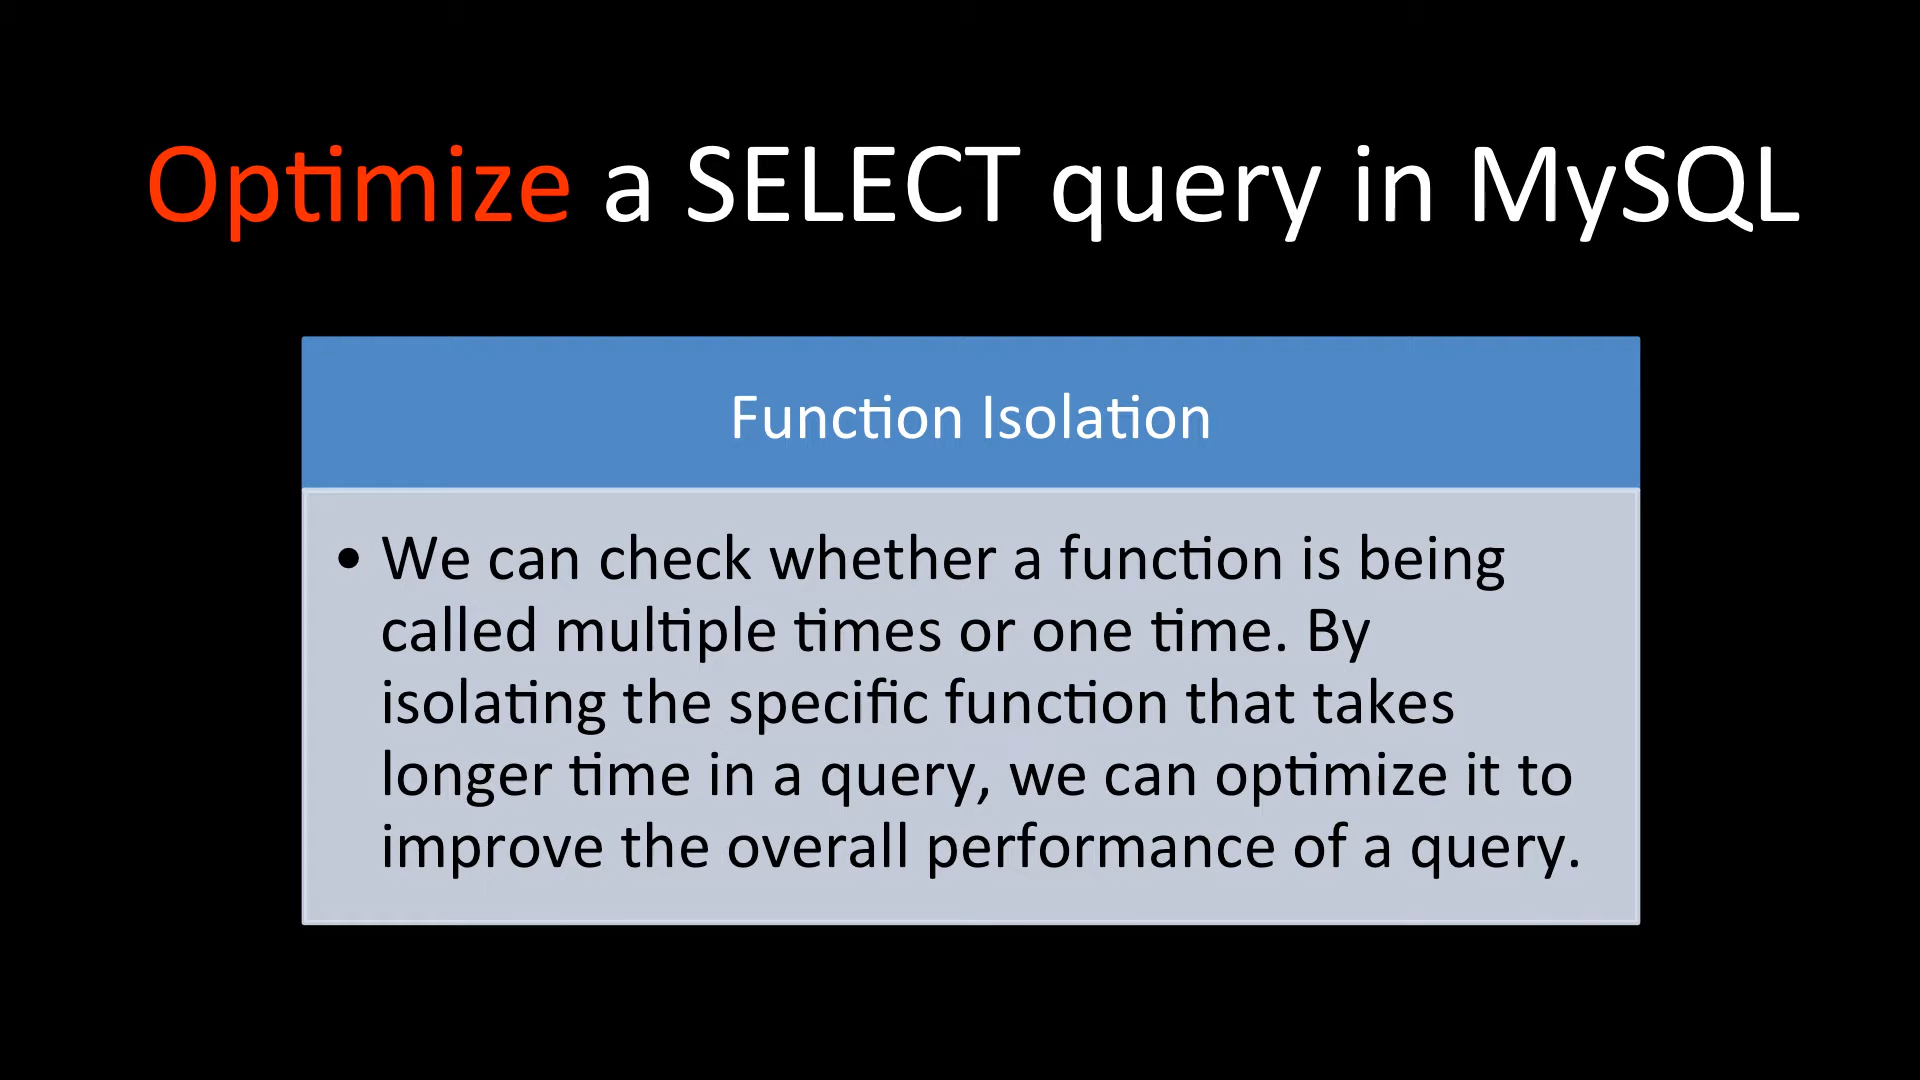 Optimize a SELECT query in MySQL
Function Isolation
• We can check whether a function is being
called multiple times or one time. By
isolating the specific function that takes
longer time in a query, we can optimize it to
improve the overall performance of a query.